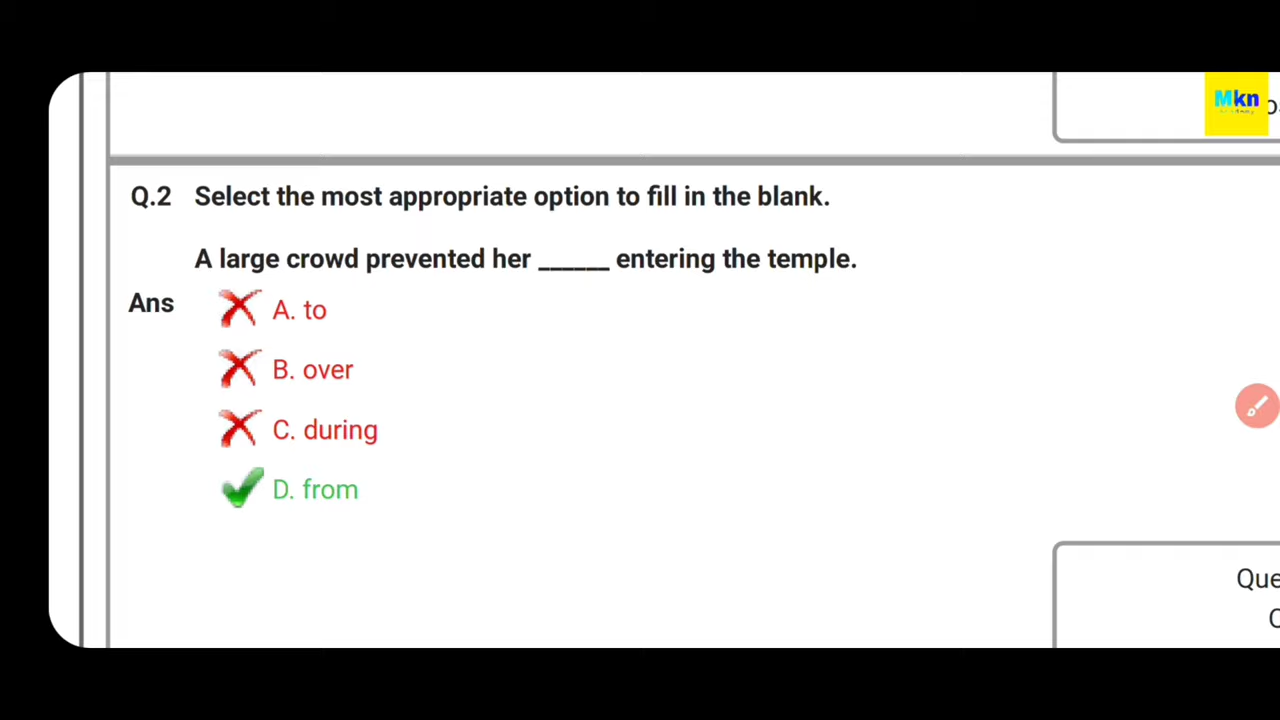 Mkn
Q.2 Select the most appropriate option to fill in the blank.
A large crowd prevented her ______ entering the temple.
Ans
A. to
B. over
C. during
D. from
Que